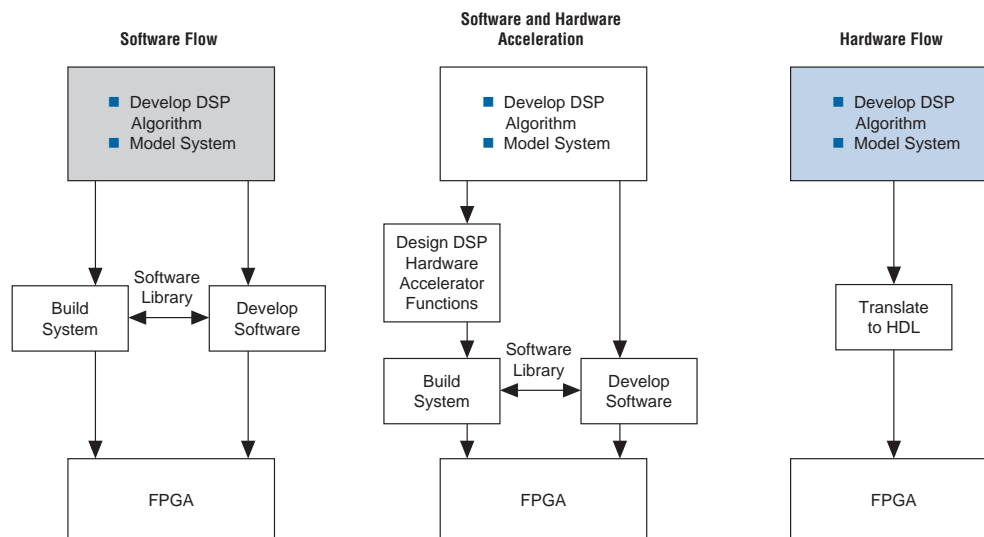 Software Flow
Develop DSP
Algorithm
Model System
Build
System
Software
Library
Develop
Software
FPGA
Software and Hardware
Acceleration
Develop DSP
Algorithm
Model System
Design DSP
Hardware
Accelerator
Functions
Build
System
Software
Library
Develop
Software
FPGA
Hardware Flow
Develop DSP
Algorithm
Model System
Translate
to HDL
FPGA